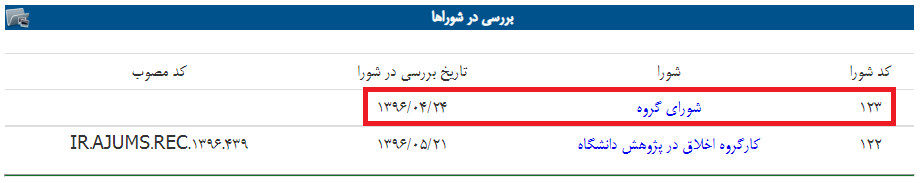 بررسی در شوراها
کد شورا شورا تاریخ بررسی در شورا کد مصوب
۱۲۳ شورای گروه ۱۳۹۶/۰۴/۲۴
۱۲۲ کارگروه اخلاق در پژوهش دانشگاه ۱۳۹۶/۰۵/۲۱ IR.AJUMS.REC.۱۳۹۶.۴۳۹